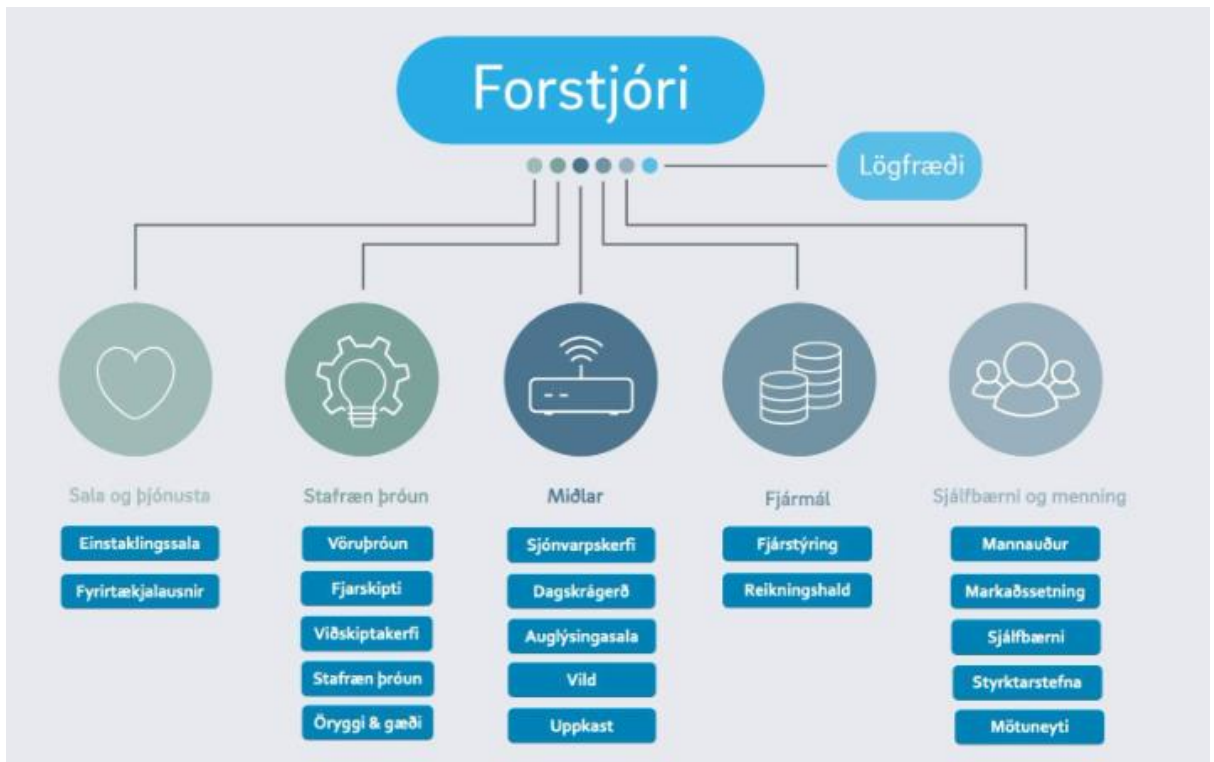 Forstjóri
Lögfræði
Sala og þjónusta
Einstaklingssala
Fyrirtækjalausnir
Stafræn þróun
Vöruþróun
Fjarskipti
Viðskiptakerfi
Stafræn þróun
Öryggi & gæði
Miðlar
Sjónvarpskerfi
Dagskrágerð
Auglýsingasala
Vild
Uppkast
Fjármál
Fjárstýring
Reikningshald
Sjálfbærni og menning
Mannauður
Markaðssetning
Sjálfbærni
Styrktarstefna
Mötuneyti